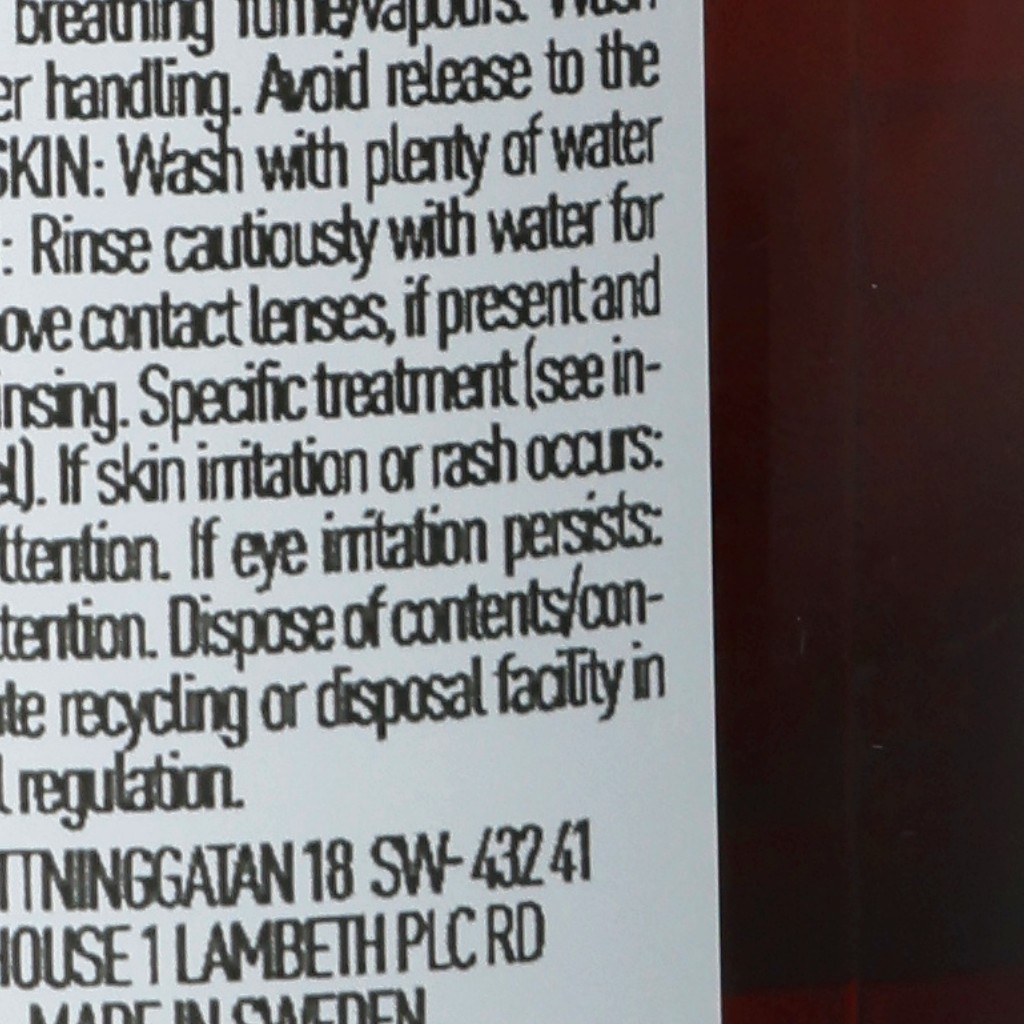 breathing fume/vapours. Wash
er handling. Avoid release to the
SKIN: Wash with plenty of water
: Rinse cautiously with water for
ove contact lenses, if present and
insing. Specific treatment (see in-
el). If skin irritation or rash occurs:
ttention. If eye irritation persists:
tention. Dispose of contents/con-
te recycling or disposal facility in
l regulation.
TTNINGGATAN 18 SW-432 41
HOUSE 1 LAMBETH PLC RD
MADE IN SWEDEN